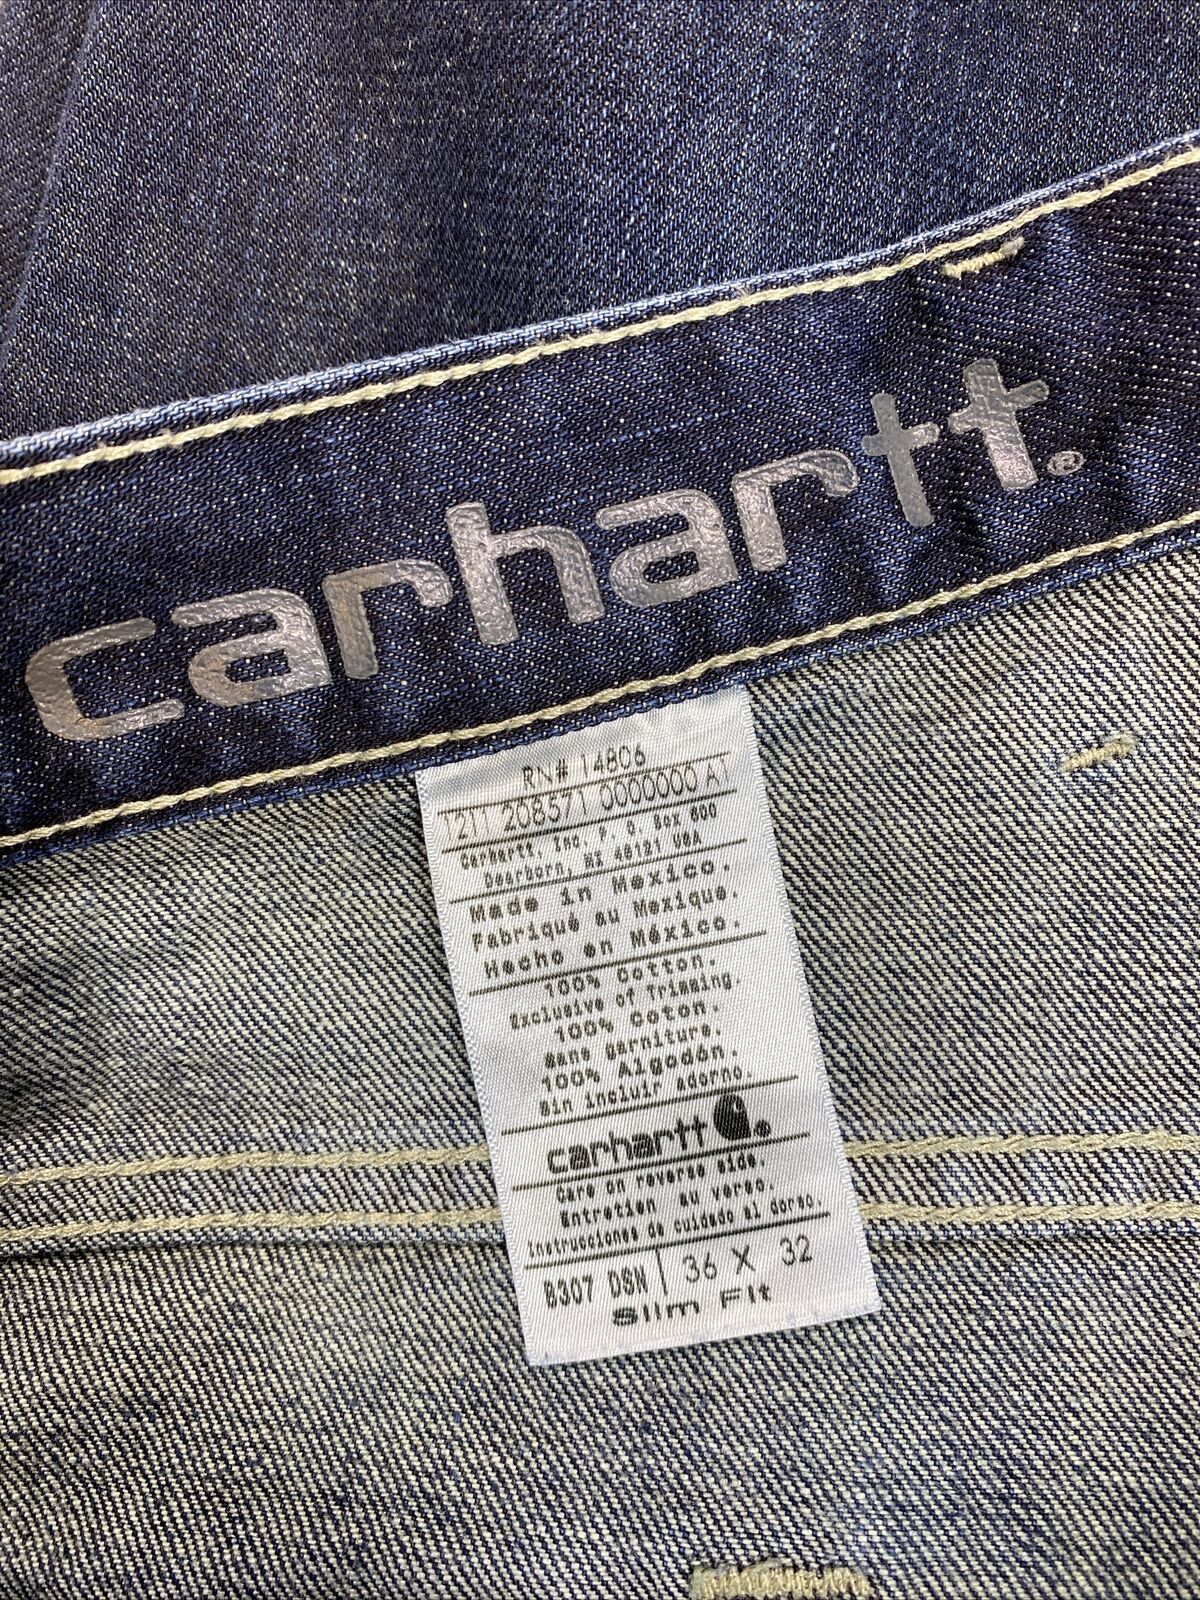 carhartt®
RN# 14806
1211 208571 0000000 A1
Carhartt, Inc. P. O. Box 600
Dearborn, MI 48121 USA
Made in Mexico.
Fabriqué au Mexique.
Hecho en México.
100% Cotton.
Exclusive of Trimming.
100% Coton.
Sans garniture.
100% Algodón.
Sin incluir adorno.
carhartt
Care on reverse side.
Entretien au verso.
Instrucciones de cuidado al dorso.
B307 DSN | 36 X 32
Slim Fit